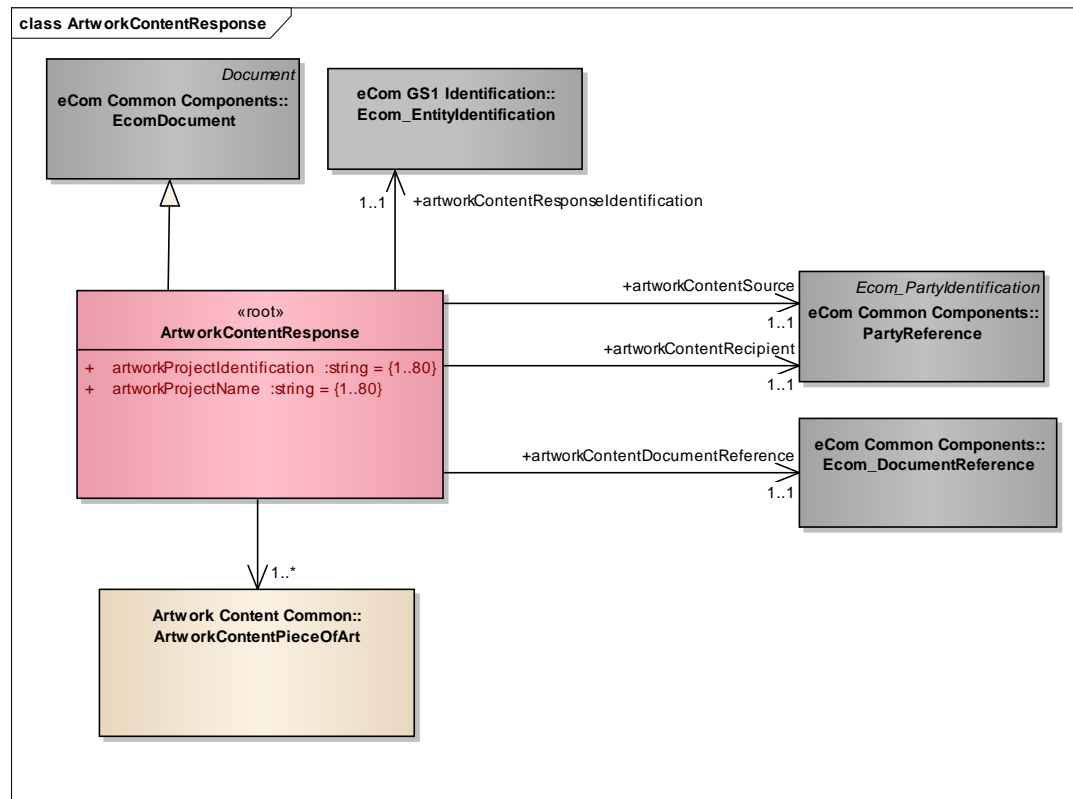 class ArtworkContentResponse
Document
eCom Common Components::
EcomDocument
eCom GS1 Identification::
Ecom_EntityIdentification
1..1
+artworkContentResponseIdentification
«root»
ArtworkContentResponse
+ artworkProjectIdentification :string = {1..80}
+ artworkProjectName :string = {1..80}
+artworkContentSource
1..1
+artworkContentRecipient
1..1
Ecom_PartyIdentification
eCom Common Components::
PartyReference
+artworkContentDocumentReference
1..1
eCom Common Components::
Ecom_DocumentReference
1..*
Artwork Content Common::
ArtworkContentPieceOfArt